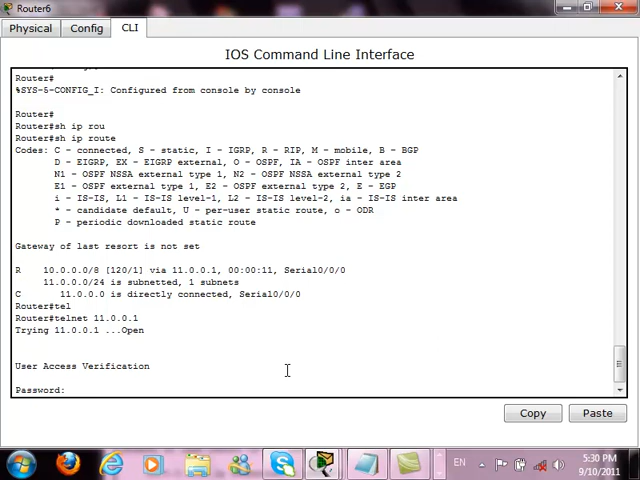 Router6
Physical Config CLI
IOS Command Line Interface
Router#
%SYS-5-CONFIG_I: Configured from console by console
Router#
Router#sh ip rou
Router#sh ip route
Codes: C - connected, S - static, I - IGRP, R - RIP, M - mobile, B - BGP
D - EIGRP, EX - EIGRP external, O - OSPF, IA - OSPF inter area
N1 - OSPF NSSA external type 1, N2 - OSPF NSSA external type 2
E1 - OSPF external type 1, E2 - OSPF external type 2, E - EGP
i - IS-IS, L1 - IS-IS level-1, L2 - IS-IS level-2, ia - IS-IS inter area
* - candidate default, U - per-user static route, o - ODR
P - periodic downloaded static route
Gateway of last resort is not set
R 10.0.0.0/8 [120/1] via 11.0.0.1, 00:00:11, Serial0/0/0
11.0.0.0/24 is subnetted, 1 subnets
C 11.0.0.0 is directly connected, Serial0/0/0
Router#tel
Router#telnet 11.0.0.1
Trying 11.0.0.1 ...Open
User Access Verification
Password:
Copy Paste
EN
5:30 PM
9/10/2011